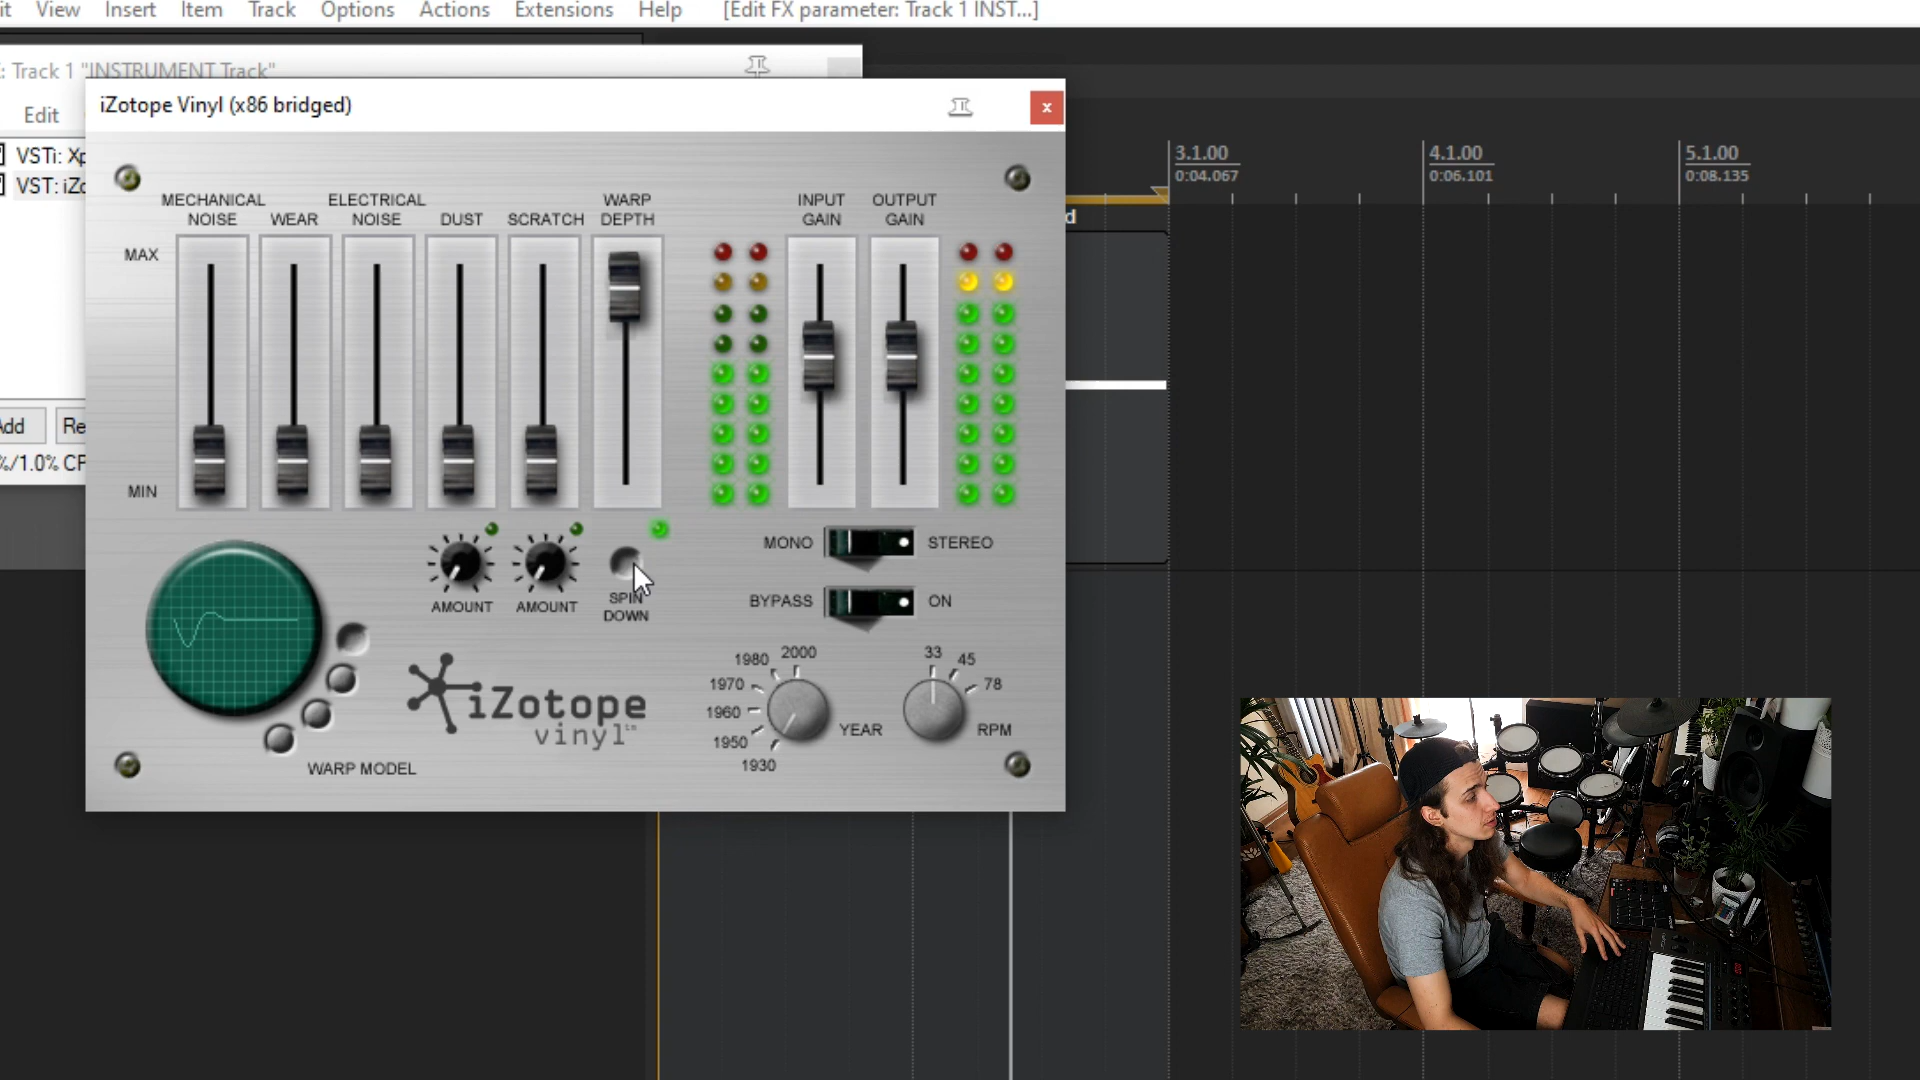 it View Insert Item Track Options Actions Extensions Help [Edit FX parameter: Track 1 INST...]
: Track 1 "INSTRUMENT Track"
Edit
VSTi: Xp
VST: iZo
Add Re
%/1.0% CP
iZotope Vinyl (x86 bridged)
x
MECHANICAL NOISE
WEAR
ELECTRICAL NOISE
DUST
SCRATCH
WARP DEPTH
INPUT GAIN
OUTPUT GAIN
MAX
MIN
AMOUNT
AMOUNT
SPIN DOWN
MONO STEREO
BYPASS ON
WARP MODEL
iZotope
vinyl
2000
1980
1970
1960
1950
1930
YEAR
33
45
78
RPM
3.1.00
0:04.067
4.1.00
0:06.101
5.1.00
0:08.135
d